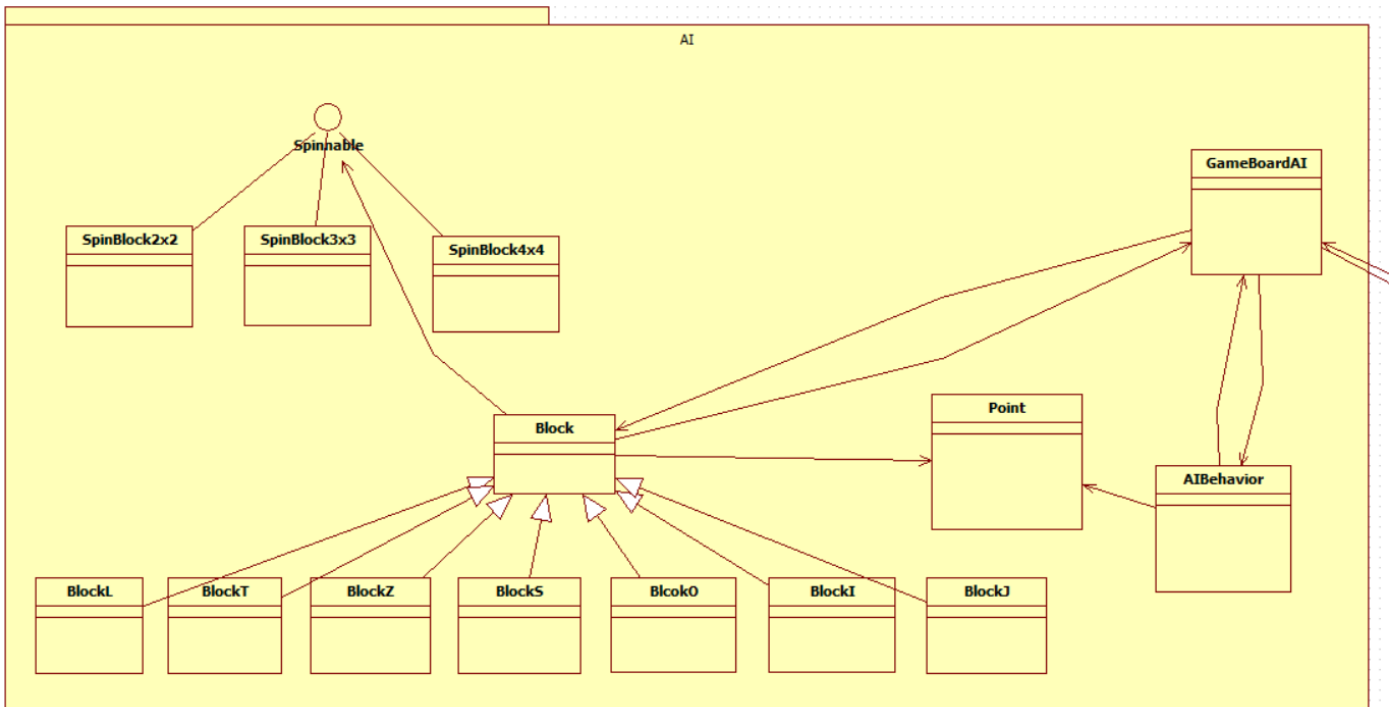 AI
Spinnable
GameBoardAI
SpinBlock2x2
SpinBlock3x3
SpinBlock4x4
Block
Point
AIBehavior
BlockL
BlockT
BlockZ
BlockS
BlcokO
BlockI
BlockJ